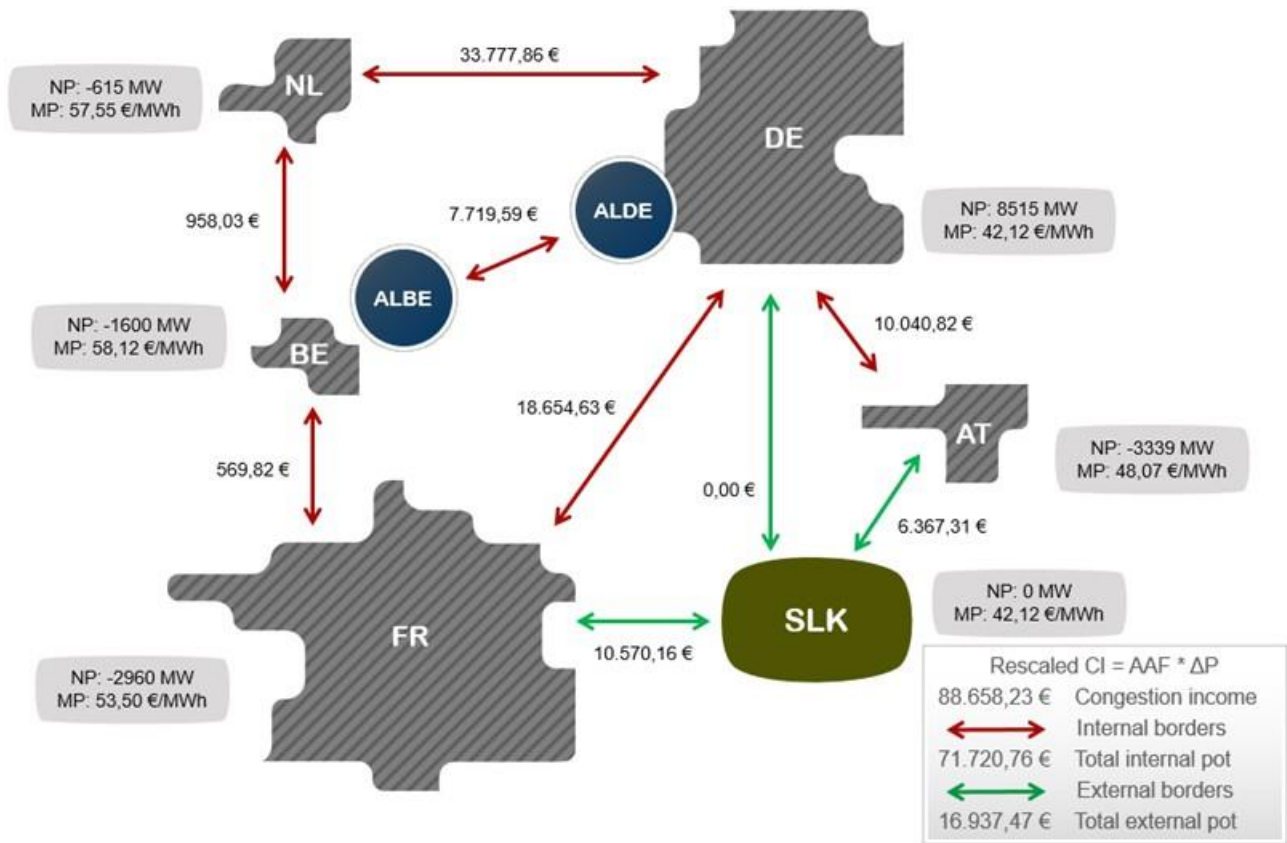 33.777,86 €
NL
NP: -615 MW
MP: 57,55 €/MWh
DE
ALDE
7.719,59 €
958,03 €
NP: 8515 MW
MP: 42,12 €/MWh
ALBE
NP: -1600 MW
MP: 58,12 €/MWh
BE
10.040,82 €
18.654,63 €
AT
NP: -3339 MW
MP: 48,07 €/MWh
569,82 €
0,00 €
6.367,31 €
NP: 0 MW
MP: 42,12 €/MWh
SLK
FR
10.570,16 €
NP: -2960 MW
MP: 53,50 €/MWh
Rescaled CI = AAF * ΔP
88.658,23 € Congestion income
Internal borders
71.720,76 € Total internal pot
External borders
16.937,47 € Total external pot